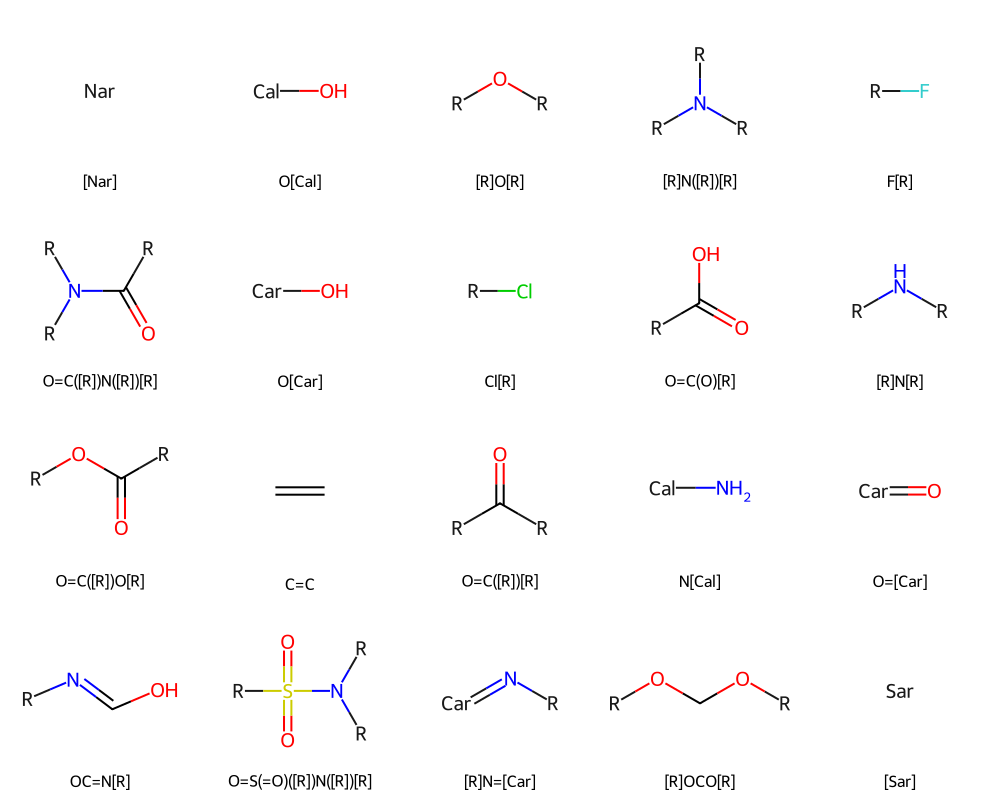 Nar
Cal OH
R O R
R N R R
R F
[Nar]
O[Cal]
[R]O[R]
[R]N([R])[R]
F[R]
R N R R O
Car OH
R Cl
OH R O
H N R R
O=C([R])N([R])[R]
O[Car]
Cl[R]
O=C(O)[R]
[R]N[R]
R O R O
O R R
Cal NH2
Car O
O=C([R])O[R]
C=C
O=C([R])[R]
N[Cal]
O=[Car]
R N OH
O R S N R R O
Car N R
R O O R
Sar
OC=N[R]
O=S(=O)([R])N([R])[R]
[R]N=[Car]
[R]OCO[R]
[Sar]